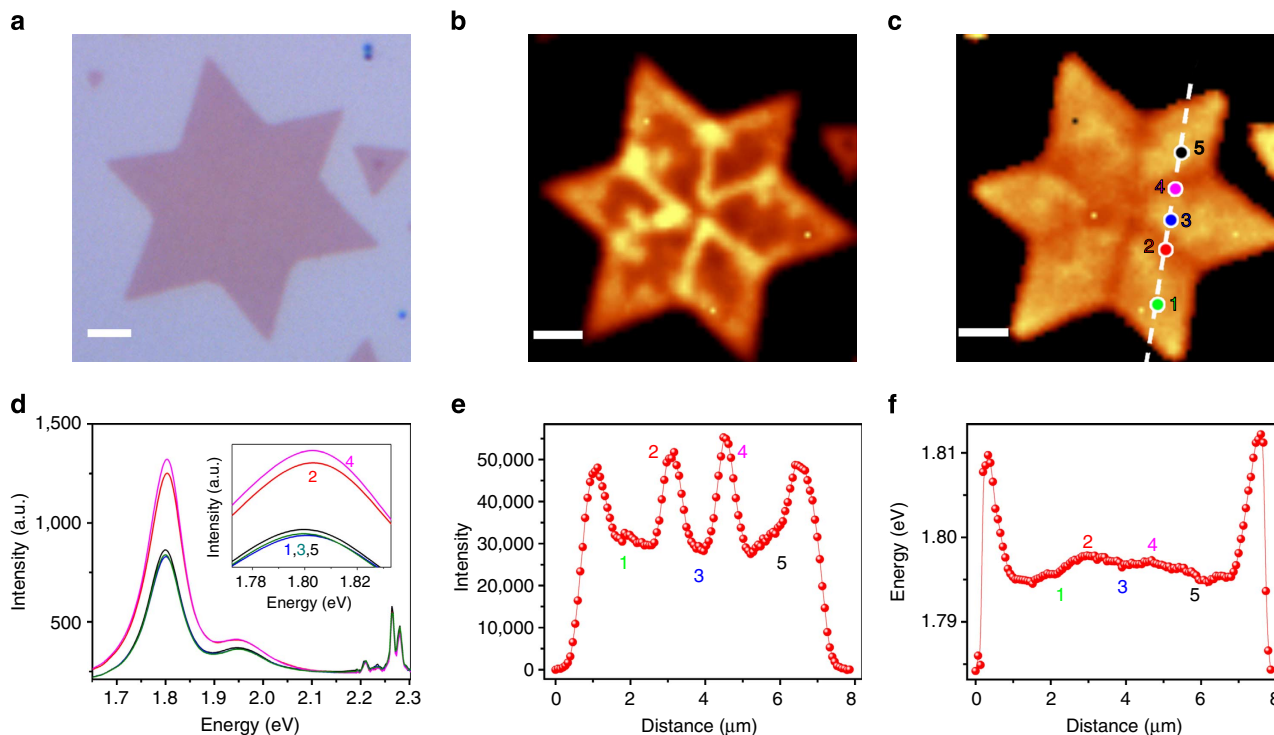 a
b
c
5
4
3
2
1
d
e
f
1,500
1,000
500
Intensity (a.u.)
1.7 1.8 1.9 2.0 2.1 2.2 2.3
Energy (eV)
Intensity (a.u.)
4
2
1,3,5
1.78 1.80 1.82
Energy (eV)
50,000
40,000
30,000
20,000
10,000
0
Intensity
2
4
1
3
5
0 2 4 6 8
Distance (μm)
1.81
1.80
1.79
Energy (eV)
2
4
1
3
5
0 2 4 6 8
Distance (μm)